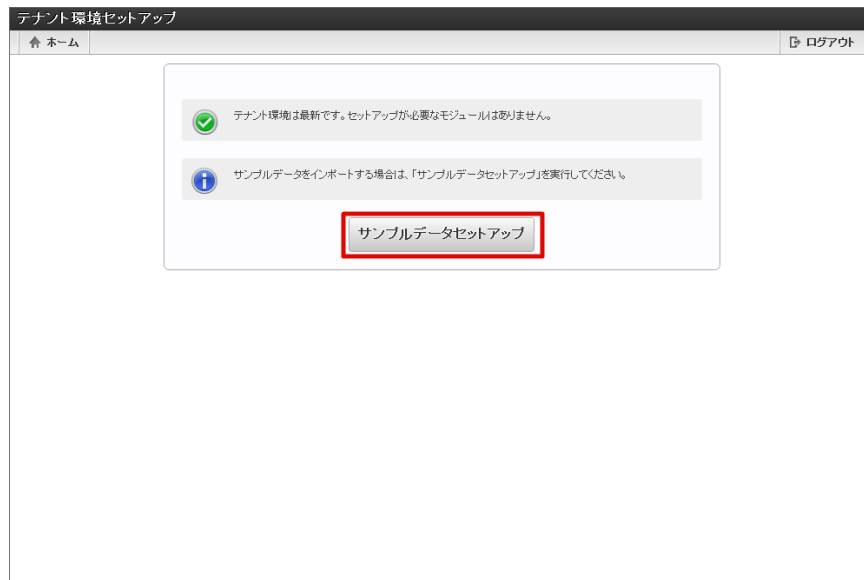 テナント環境セットアップ
ホーム
ログアウト
テナント環境は最新です。セットアップが必要なモジュールはありません。
サンプルデータをインポートする場合は、「サンプルデータセットアップ」を実行してください。
サンプルデータセットアップ